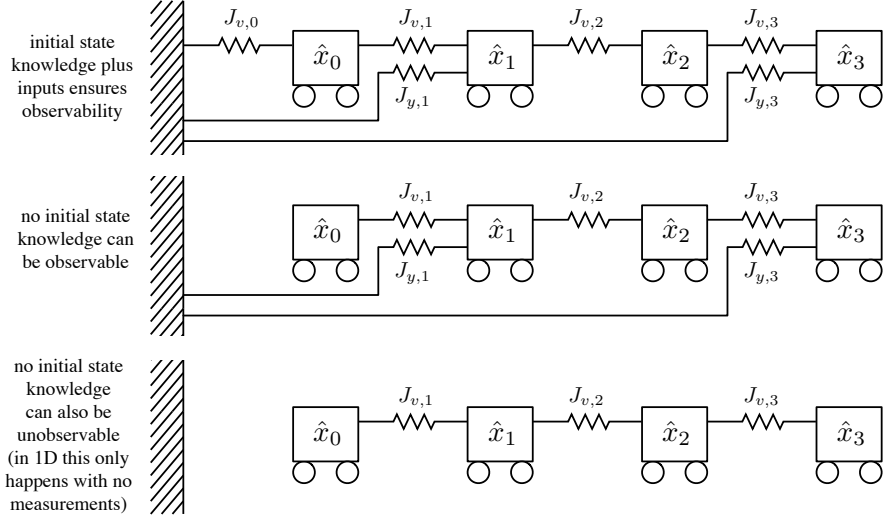 initial state
knowledge plus
inputs ensures
observability
J_{v,0} J_{v,1} J_{v,2} J_{v,3}
x̂_0 x̂_1 x̂_2 x̂_3
J_{y,1} J_{y,3}
no initial state
knowledge can
be observable
J_{v,1} J_{v,2} J_{v,3}
x̂_0 x̂_1 x̂_2 x̂_3
J_{y,1} J_{y,3}
no initial state
knowledge
can also be
unobservable
(in 1D this only
happens with no
measurements)
J_{v,1} J_{v,2} J_{v,3}
x̂_0 x̂_1 x̂_2 x̂_3